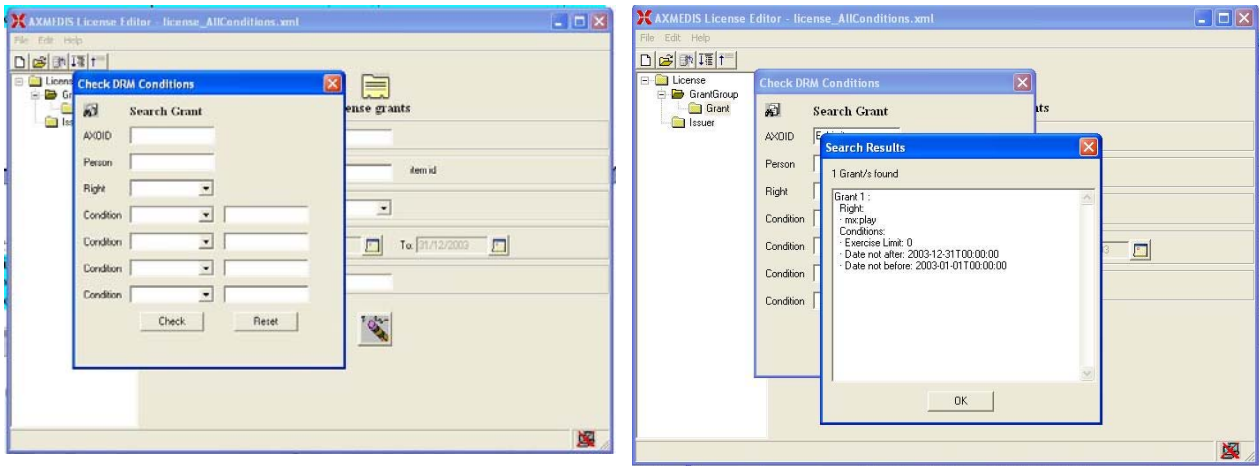 AXMEDIS License Editor - license_AllConditions.xml
File Edit Help
Check DRM Conditions
Search Grant
AXOID
Person
Right
Condition
Condition
Condition
Condition
Check Reset
ense grants
item id
To: 31/12/2003
AXMEDIS License Editor - license_AllConditions.xml
File Edit Help
License
GrantGroup
Grant
Issuer
Check DRM Conditions
Search Grant
AXOID
Person
Right
Condition
Condition
Condition
Condition
Search Results
1 Grant/s found
Grant 1 :
Right:
· mx:play
Conditions:
· Exercise Limit: 0
· Date not after: 2003-12-31T00:00:00
· Date not before: 2003-01-01T00:00:00
OK